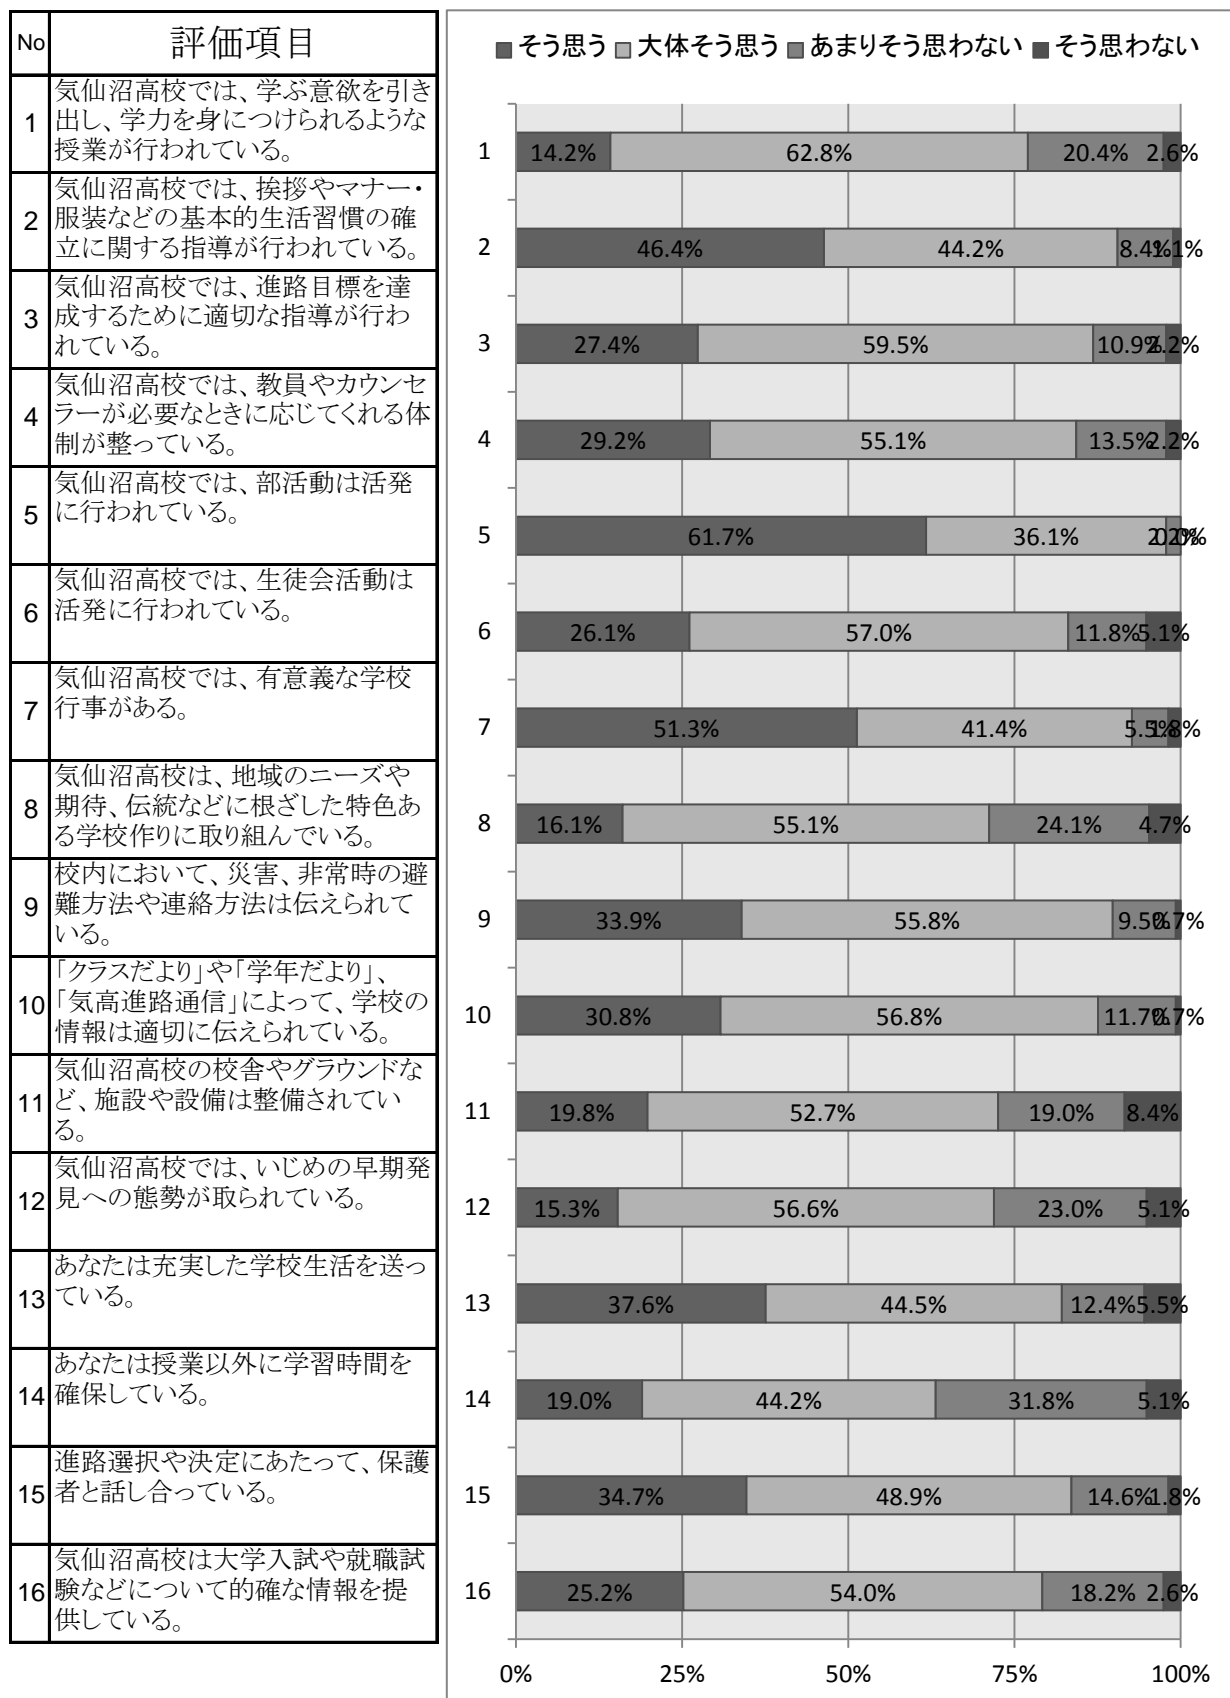 No 評価項目
1 気仙沼高校では、学ぶ意欲を引き
出し、学力を身につけられるような
授業が行われている。
2 気仙沼高校では、挨拶やマナー・
服装などの基本的生活習慣の確
立に関する指導が行われている。
3 気仙沼高校では、進路目標を達
成するために適切な指導が行わ
れている。
4 気仙沼高校では、教員やカウンセ
ラーが必要なときに応じてくれる体
制が整っている。
5 気仙沼高校では、部活動は活発
に行われている。
6 気仙沼高校では、生徒会活動は
活発に行われている。
7 気仙沼高校では、有意義な学校
行事がある。
8 気仙沼高校は、地域のニーズや
期待、伝統などに根ざした特色あ
る学校作りに取り組んでいる。
9 校内において、災害、非常時の避
難方法や連絡方法は伝えられて
いる。
10 「クラスだより」や「学年だより」、
「気高進路通信」によって、学校の
情報は適切に伝えられている。
11 気仙沼高校の校舎やグラウンドな
ど、施設や設備は整備されてい
る。
12 気仙沼高校では、いじめの早期発
見への態勢が取られている。
13 あなたは充実した学校生活を送っ
ている。
14 あなたは授業以外に学習時間を
確保している。
15 進路選択や決定にあたって、保護
者と話し合っている。
16 気仙沼高校は大学入試や就職試
験などについて的確な情報を提
供している。
そう思う 大体そう思う あまりそう思わない そう思わない
1 14.2% 62.8% 20.4% 2.6%
2 46.4% 44.2% 8.4% 1.1%
3 27.4% 59.5% 10.9% 2.2%
4 29.2% 55.1% 13.5% 2.2%
5 61.7% 36.1% 2.2% 0.0%
6 26.1% 57.0% 11.8% 5.1%
7 51.3% 41.4% 5.5% 1.8%
8 16.1% 55.1% 24.1% 4.7%
9 33.9% 55.8% 9.5% 0.7%
10 30.8% 56.8% 11.7% 0.7%
11 19.8% 52.7% 19.0% 8.4%
12 15.3% 56.6% 23.0% 5.1%
13 37.6% 44.5% 12.4% 5.5%
14 19.0% 44.2% 31.8% 5.1%
15 34.7% 48.9% 14.6% 1.8%
16 25.2% 54.0% 18.2% 2.6%
0% 25% 50% 75% 100%